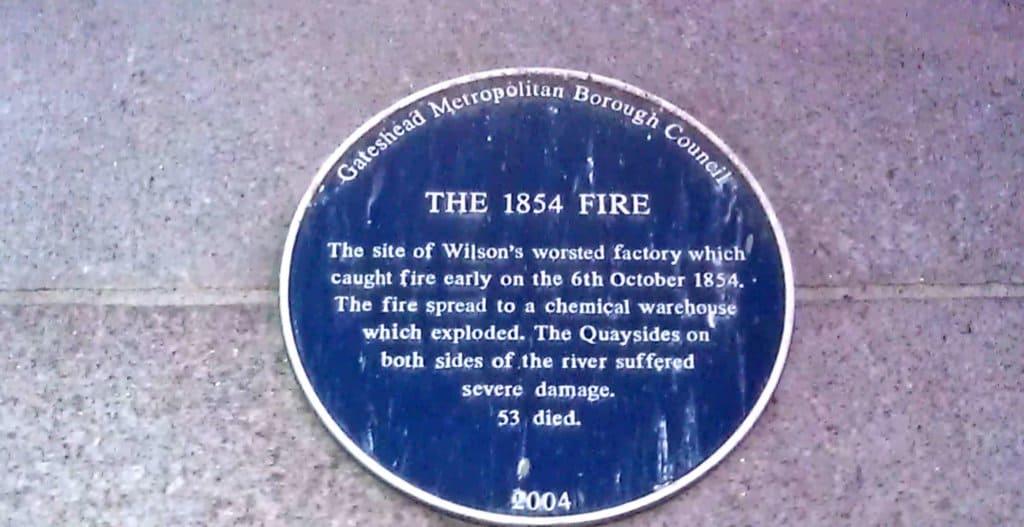 Gateshead Metropolitan Borough Council
THE 1854 FIRE
The site of Wilson's worsted factory which
caught fire early on the 6th October 1854.
The fire spread to a chemical warehouse
which exploded. The Quaysides on
both sides of the river suffered
severe damage.
53 died.
2004